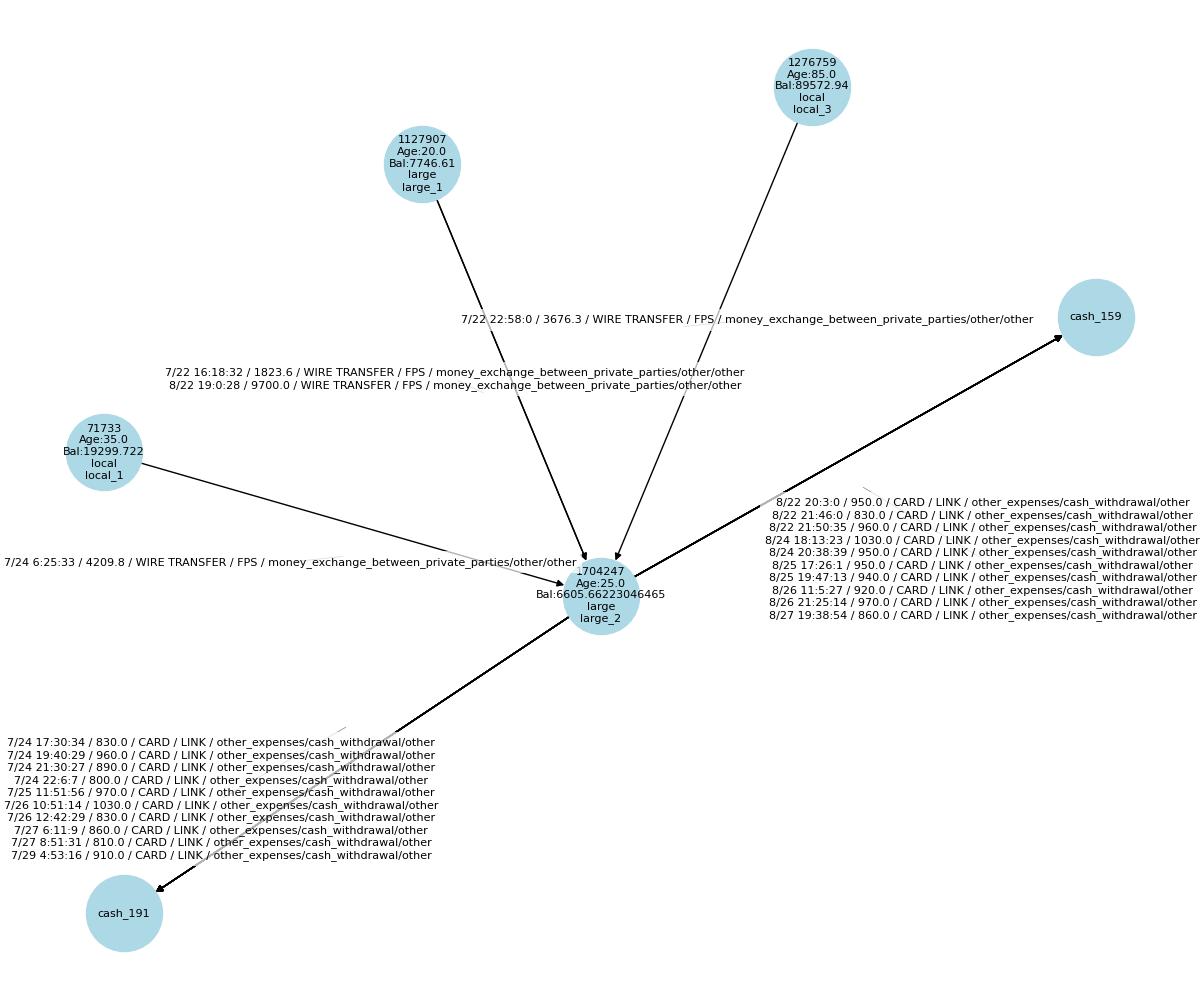 1276759
Age:85.0
Bal:89572.94
local
local_3
1127907
Age:20.0
Bal:7746.61
large
large_1
cash_159
7/22 22:58:0 / 3676.3 / WIRE TRANSFER / FPS / money_exchange_between_private_parties/other/other
7/22 16:18:32 / 1823.6 / WIRE TRANSFER / FPS / money_exchange_between_private_parties/other/other
8/22 19:0:28 / 9700.0 / WIRE TRANSFER / FPS / money_exchange_between_private_parties/other/other
71733
Age:35.0
Bal:19299.722
local
local_1
8/22 20:3:0 / 950.0 / CARD / LINK / other_expenses/cash_withdrawal/other
8/22 21:46:0 / 830.0 / CARD / LINK / other_expenses/cash_withdrawal/other
8/22 21:50:35 / 960.0 / CARD / LINK / other_expenses/cash_withdrawal/other
8/24 18:13:23 / 1030.0 / CARD / LINK / other_expenses/cash_withdrawal/other
8/24 20:38:39 / 950.0 / CARD / LINK / other_expenses/cash_withdrawal/other
8/25 17:26:1 / 950.0 / CARD / LINK / other_expenses/cash_withdrawal/other
8/25 19:47:13 / 940.0 / CARD / LINK / other_expenses/cash_withdrawal/other
8/26 11:5:27 / 920.0 / CARD / LINK / other_expenses/cash_withdrawal/other
8/26 21:25:14 / 970.0 / CARD / LINK / other_expenses/cash_withdrawal/other
8/27 19:38:54 / 860.0 / CARD / LINK / other_expenses/cash_withdrawal/other
7/24 6:25:33 / 4209.8 / WIRE TRANSFER / FPS / money_exchange_between_private_parties/other/other
1704247
Age:25.0
Bal:6605.66223046465
large
large_2
7/24 17:30:34 / 830.0 / CARD / LINK / other_expenses/cash_withdrawal/other
7/24 19:40:29 / 960.0 / CARD / LINK / other_expenses/cash_withdrawal/other
7/24 21:30:27 / 890.0 / CARD / LINK / other_expenses/cash_withdrawal/other
7/24 22:6:7 / 800.0 / CARD / LINK / other_expenses/cash_withdrawal/other
7/25 11:51:56 / 970.0 / CARD / LINK / other_expenses/cash_withdrawal/other
7/26 10:51:14 / 1030.0 / CARD / LINK / other_expenses/cash_withdrawal/other
7/26 12:42:29 / 830.0 / CARD / LINK / other_expenses/cash_withdrawal/other
7/27 6:11:9 / 860.0 / CARD / LINK / other_expenses/cash_withdrawal/other
7/27 8:51:31 / 810.0 / CARD / LINK / other_expenses/cash_withdrawal/other
7/29 4:53:16 / 910.0 / CARD / LINK / other_expenses/cash_withdrawal/other
cash_191